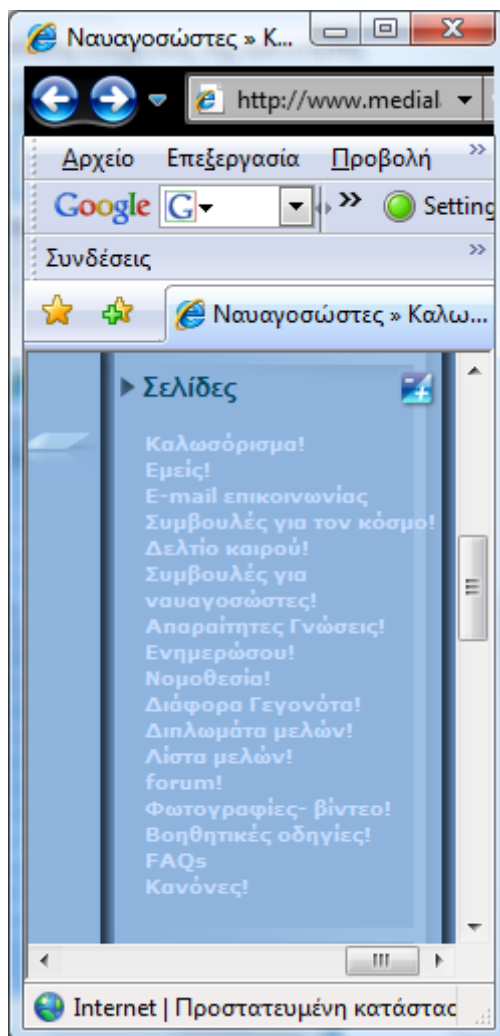 Ναυαγοσώστες » Κ...
http://www.medial
Αρχείο Επεξεργασία Προβολή »
Google G » Setting
Συνδέσεις »
Ναυαγοσώστες » Καλω...
Σελίδες
Καλωσόρισμα!
Εμείς!
E-mail επικοινωνίας
Συμβουλές για τον κόσμο!
Δελτίο καιρού!
Συμβουλές για
ναυαγοσώστες!
Απαραίτητες Γνώσεις!
Ενημερώσου!
Νομοθεσία!
Διάφορα Γεγονότα!
Διπλωμάτα μελών!
Λίστα μελών!
forum!
Φωτογραφίες- βίντεο!
Βοηθητικές οδηγίες!
FAQs
Κανόνες!
Internet | Προστατευμένη κατάστας